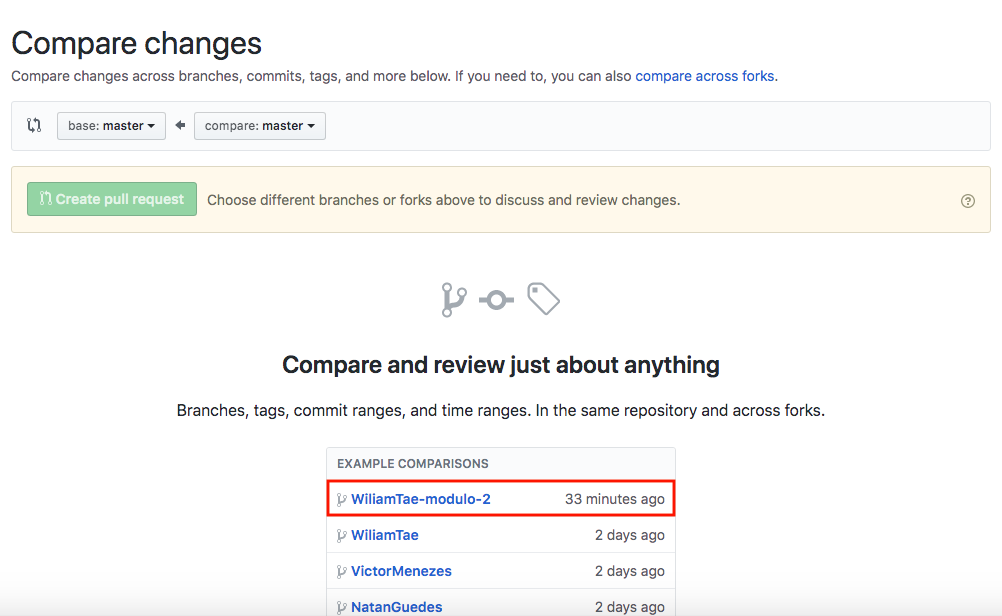 Compare changes
Compare changes across branches, commits, tags, and more below. If you need to, you can also compare across forks.
base: master compare: master
Create pull request Choose different branches or forks above to discuss and review changes.
Compare and review just about anything
Branches, tags, commit ranges, and time ranges. In the same repository and across forks.
EXAMPLE COMPARISONS
WiliamTae-modulo-2 33 minutes ago
WiliamTae 2 days ago
VictorMenezes 2 days ago
NatanGuedes 2 days ago